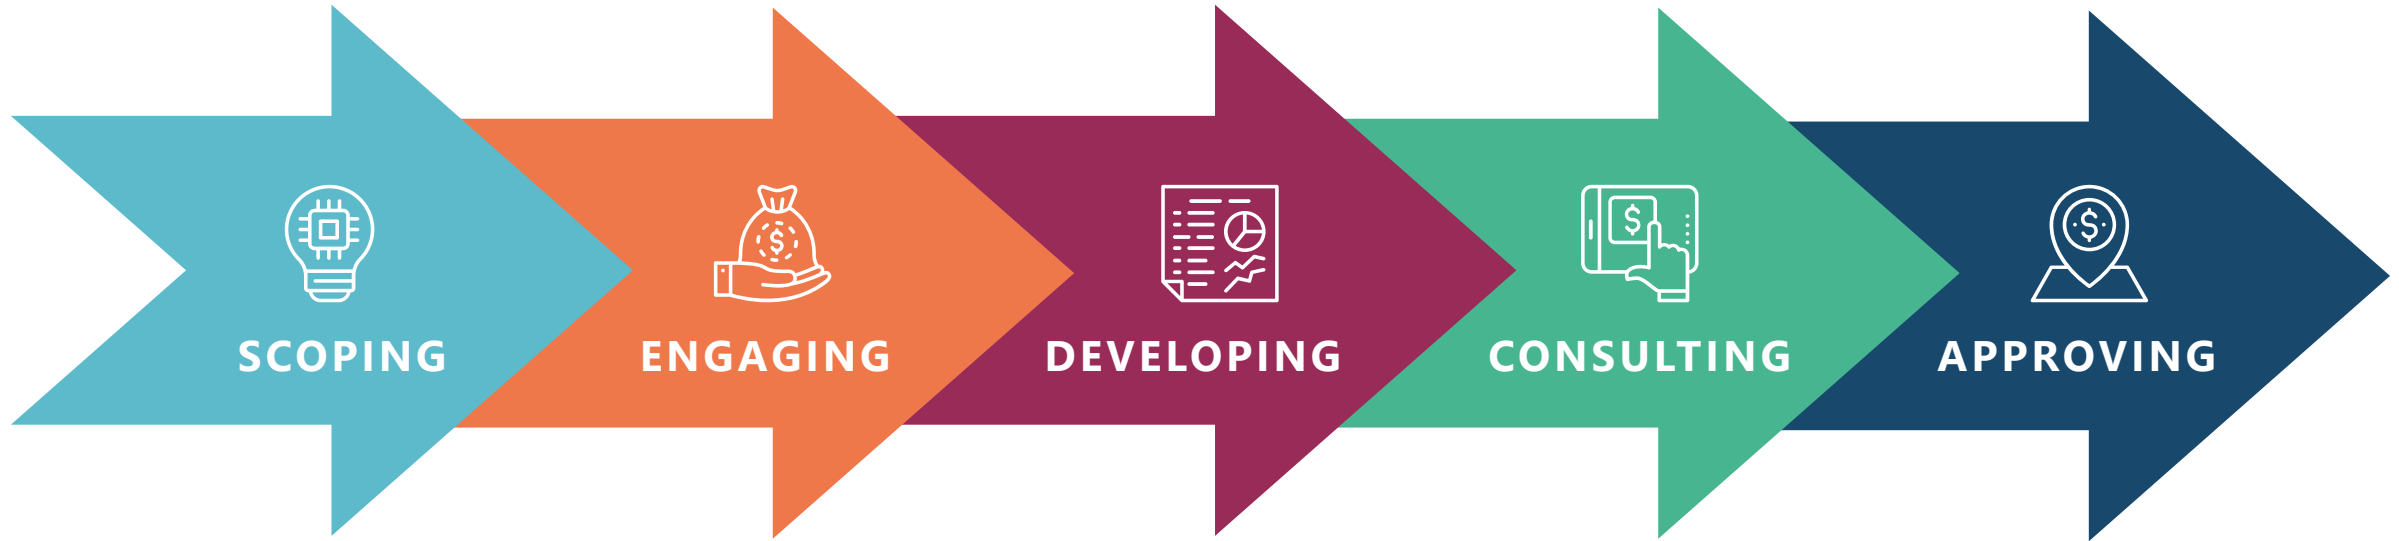 SCOPING
ENGAGING
DEVELOPING
CONSULTING
APPROVING